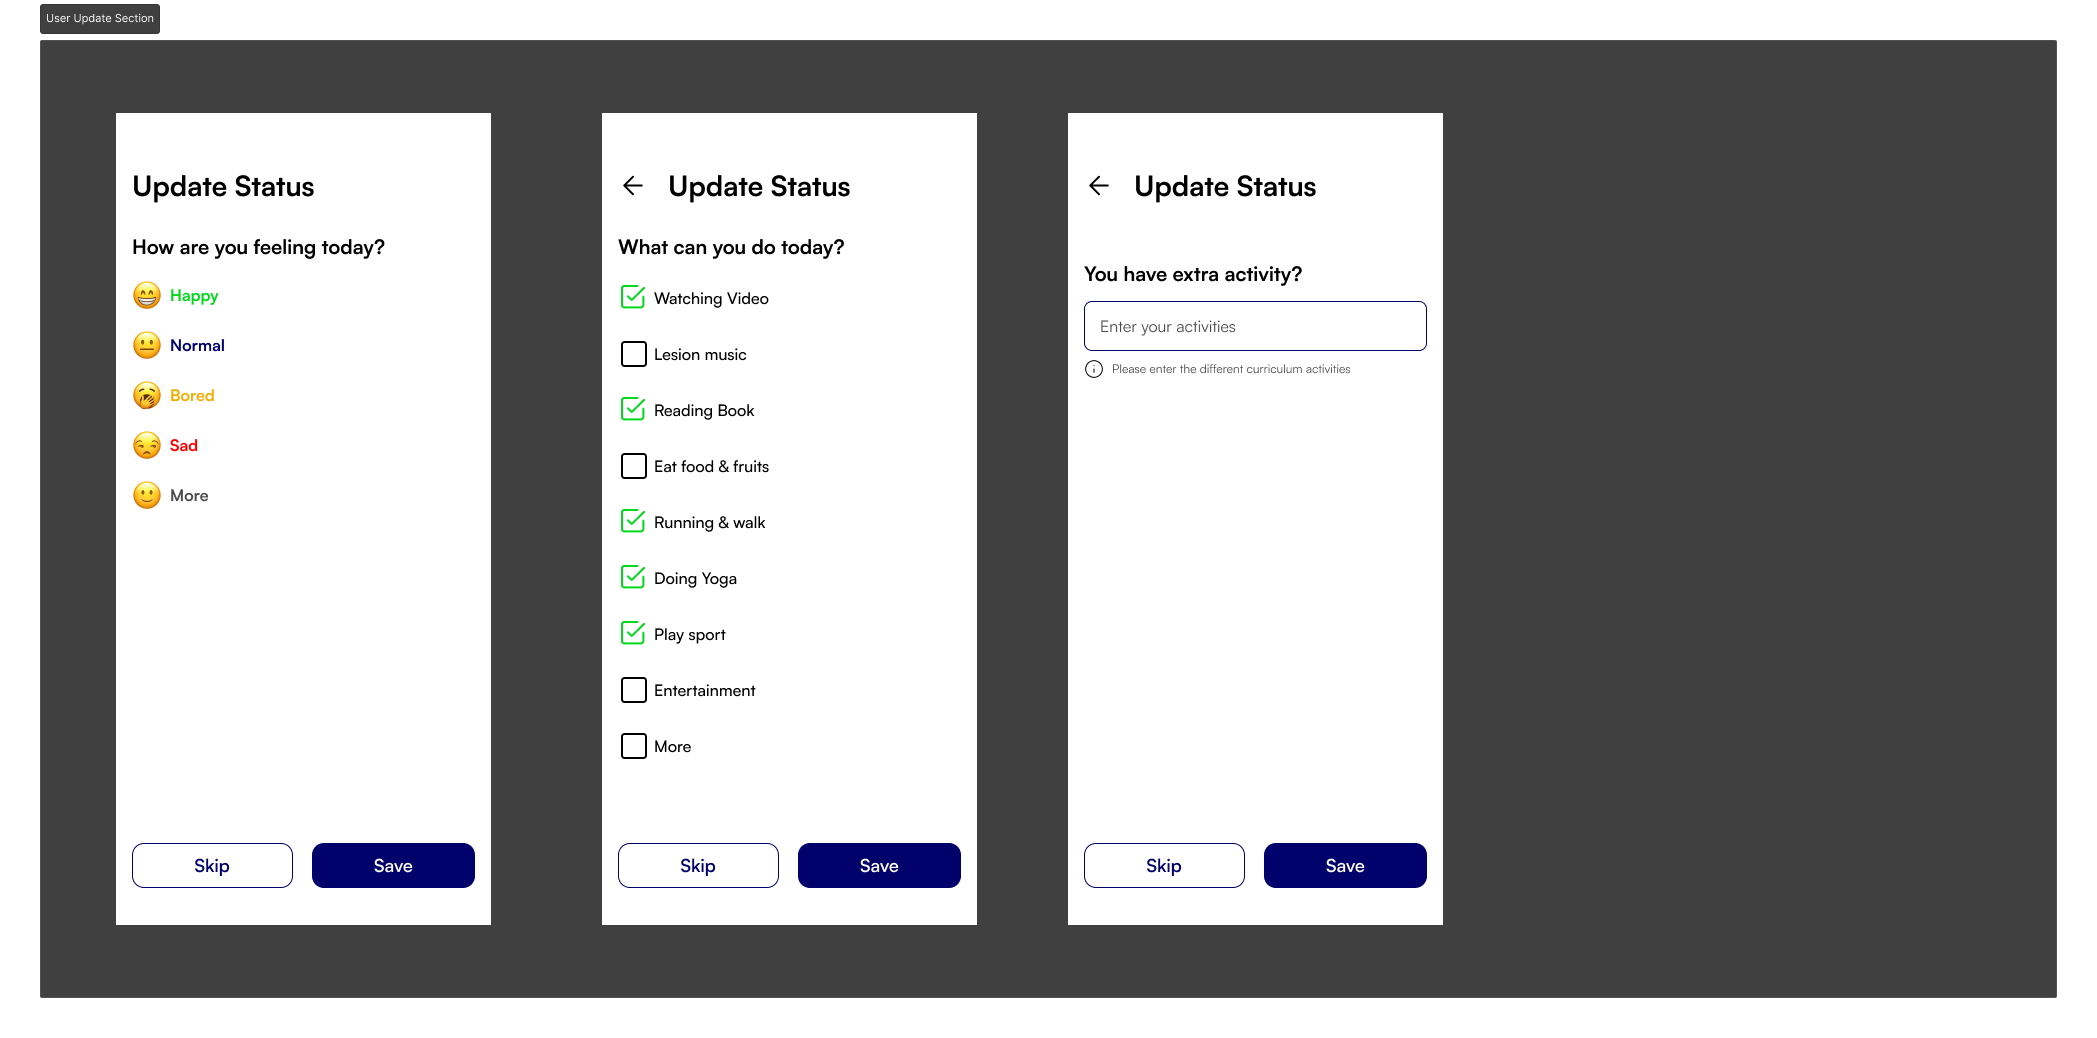 User Update Section
Update Status
How are you feeling today?
Happy
Normal
Bored
Sad
More
Skip
Save
Update Status
What can you do today?
Watching Video
Lesion music
Reading Book
Eat food & fruits
Running & walk
Doing Yoga
Play sport
Entertainment
More
Skip
Save
Update Status
You have extra activity?
Enter your activities
Please enter the different curriculum activities
Skip
Save